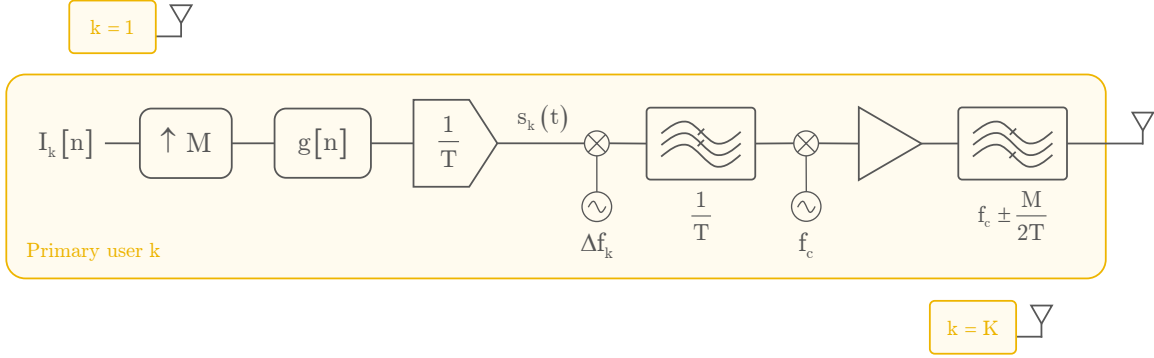 k = 1
I_k[n]
↑ M
g[n]
1/T
s_k(t)
1/T
f_c ± M/2T
Δf_k
f_c
Primary user k
k = K